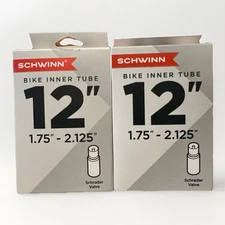 SCHWINN
BIKE INNER TUBE
12"
1.75" - 2.125"
Schrader
Valve
SCHWINN
BIKE INNER TUBE
12"
1.75" - 2.125"
Schrader
Valve